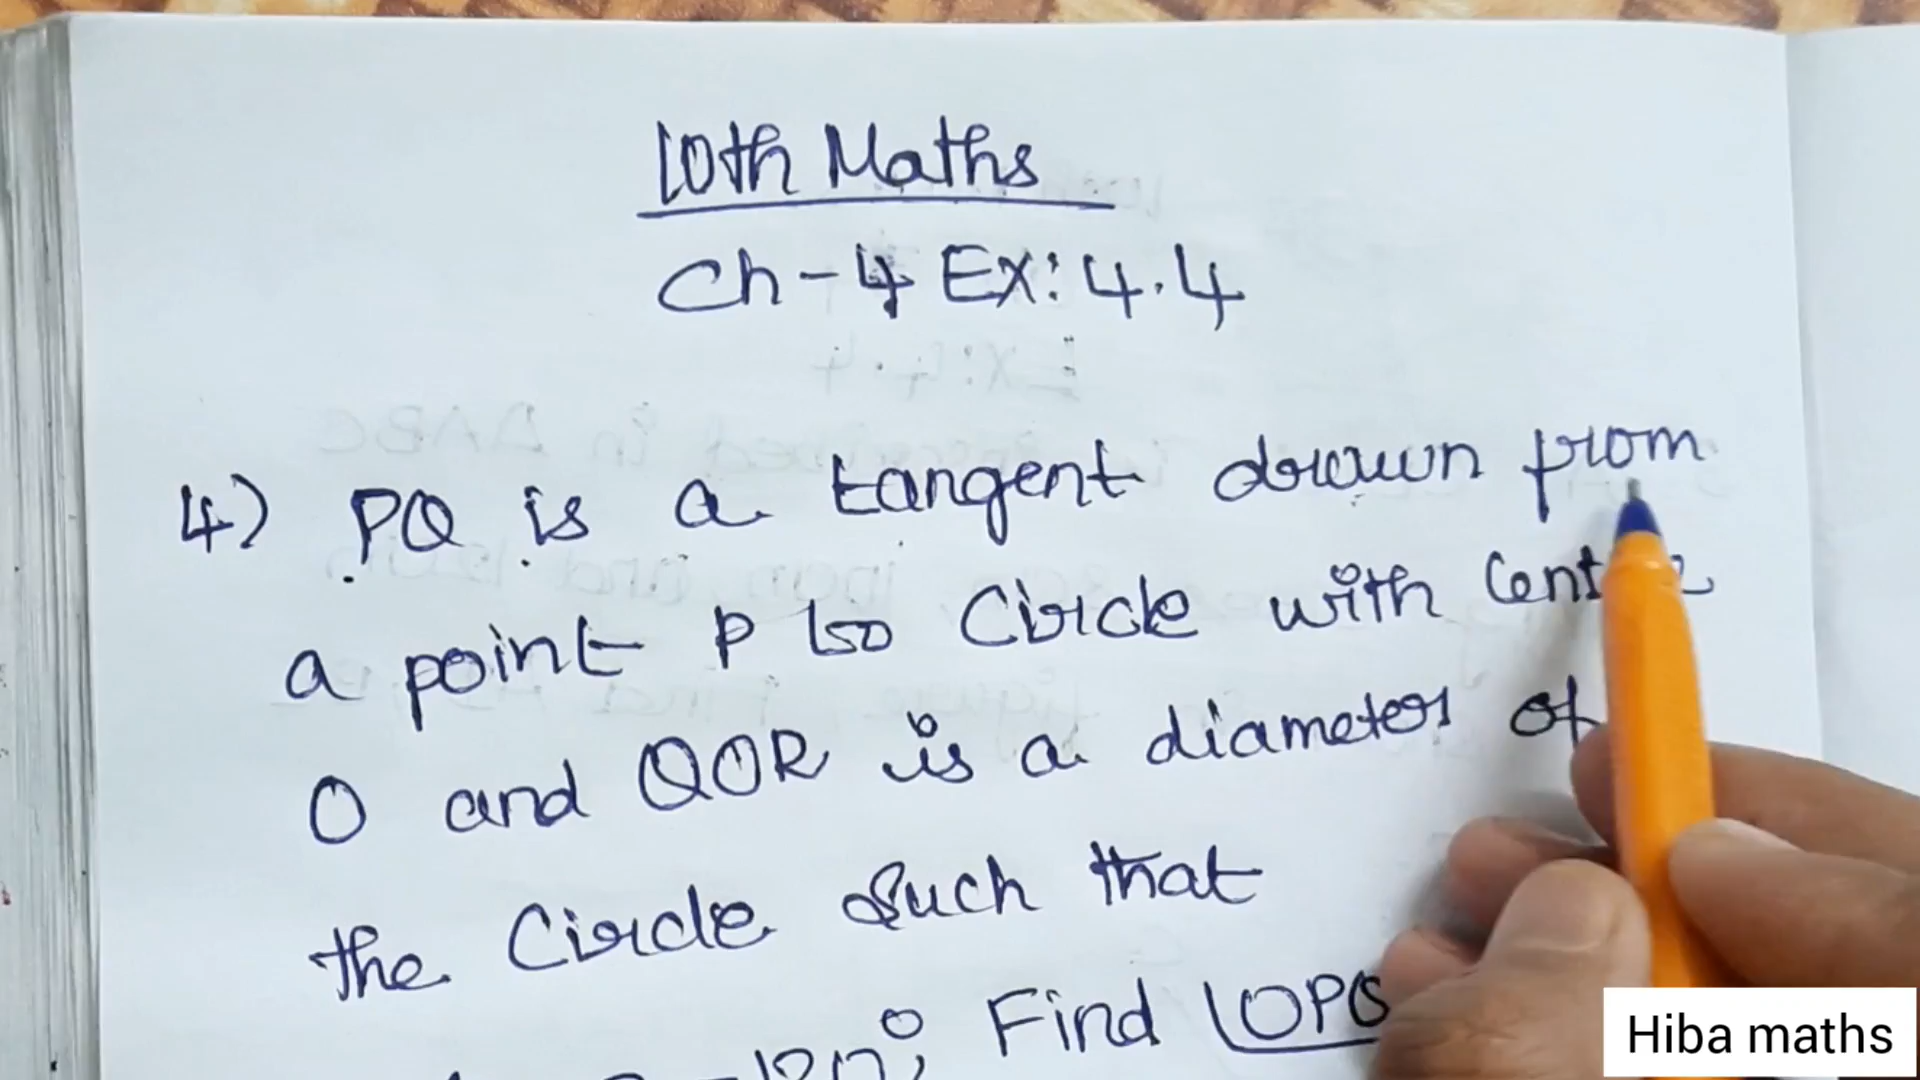 10th Maths
Ch-4 Ex: 4.4
4) PQ is a tangent drawn from
a point P to Circle with
O and QOR is a diameter of
the Circle such that
Find ∠OPQ
Hiba maths